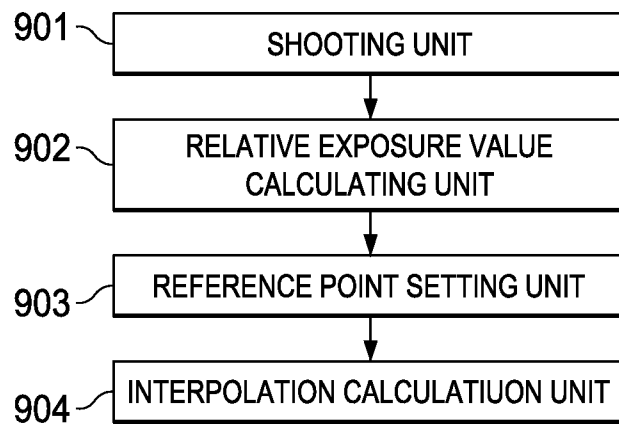 901
SHOOTING UNIT
902
RELATIVE EXPOSURE VALUE
CALCULATING UNIT
903
REFERENCE POINT SETTING UNIT
904
INTERPOLATION CALCULATIUON UNIT